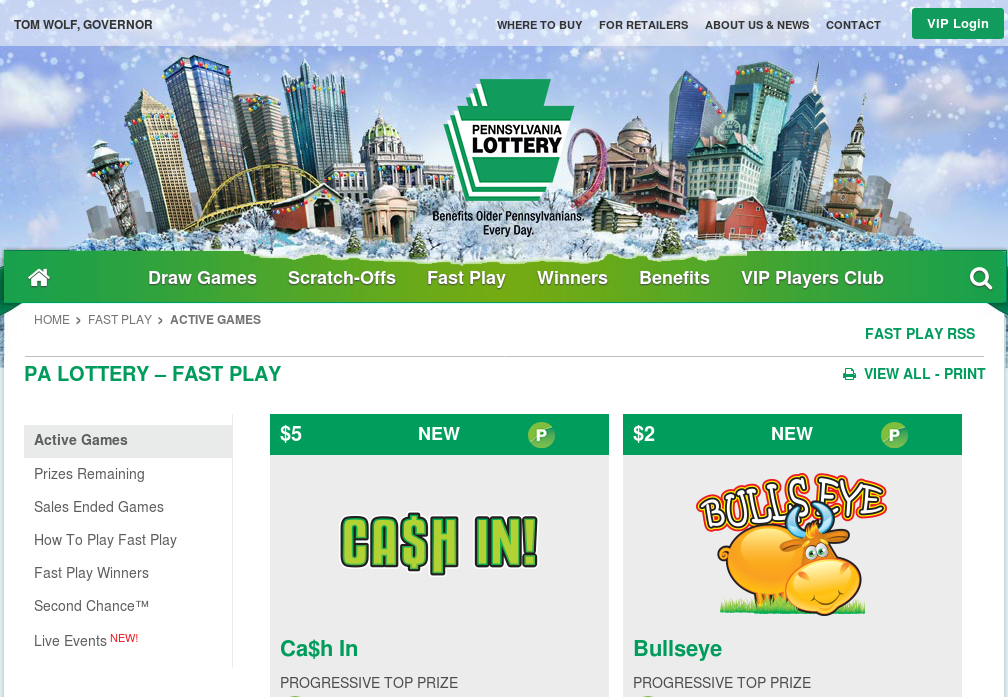 TOM WOLF, GOVERNOR
WHERE TO BUY FOR RETAILERS ABOUT US & NEWS CONTACT VIP Login
PENNSYLVANIA
LOTTERY
Benefits Older Pennsylvanians.
Every Day.
Draw Games Scratch-Offs Fast Play Winners Benefits VIP Players Club
HOME > FAST PLAY > ACTIVE GAMES
FAST PLAY RSS
PA LOTTERY – FAST PLAY
VIEW ALL - PRINT
Active Games
Prizes Remaining
Sales Ended Games
How To Play Fast Play
Fast Play Winners
Second Chance™
Live Events NEW!
$5 NEW P
CA$H IN!
Ca$h In
PROGRESSIVE TOP PRIZE
$2 NEW P
BULLSEYE
Bullseye
PROGRESSIVE TOP PRIZE